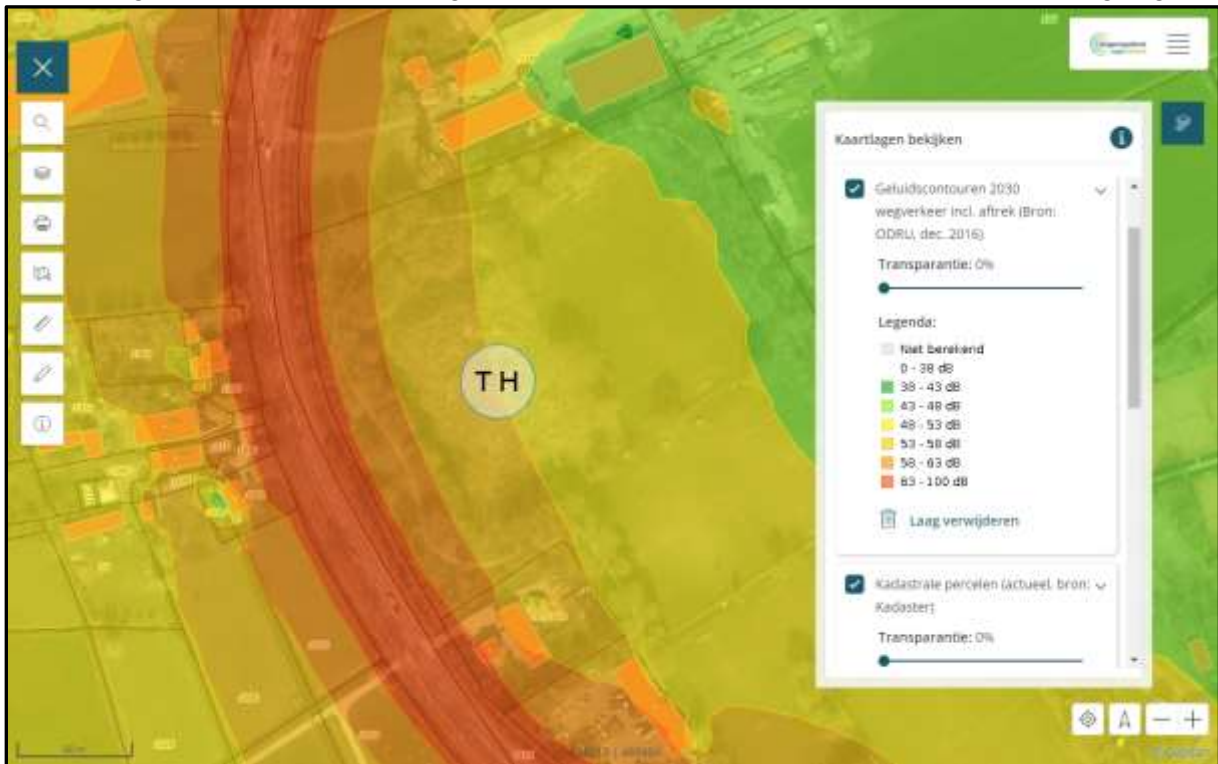 Kaartlagen bekijken
Geluidscontouren 2030
wegverkeer incl. aftrek (Bron:
ODRU, dec. 2016)
Transparantie: 0%
Legenda:
Niet berekend
0 - 38 dB
38 - 43 dB
43 - 48 dB
48 - 53 dB
53 - 58 dB
58 - 63 dB
63 - 100 dB
Laag verwijderen
Kadastrale percelen (actueel, bron:
Kadaster)
Transparantie: 0%
T H